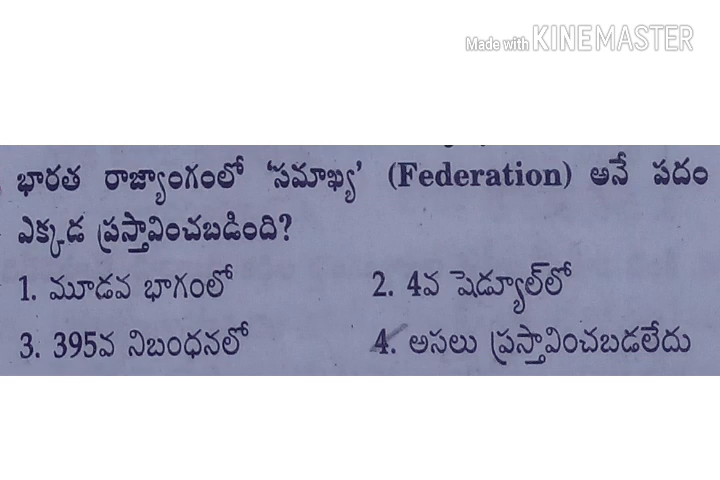 Made with KINEMASTER
భారత రాజ్యాంగంలో 'సమాఖ్య' (Federation) అనే పదం
ఎక్కడ ప్రస్తావించబడింది?
1. మూడవ భాగంలో 2. 4వ షెడ్యూల్‌లో
3. 395వ నిబంధనలో 4. అసలు ప్రస్తావించబడలేదు